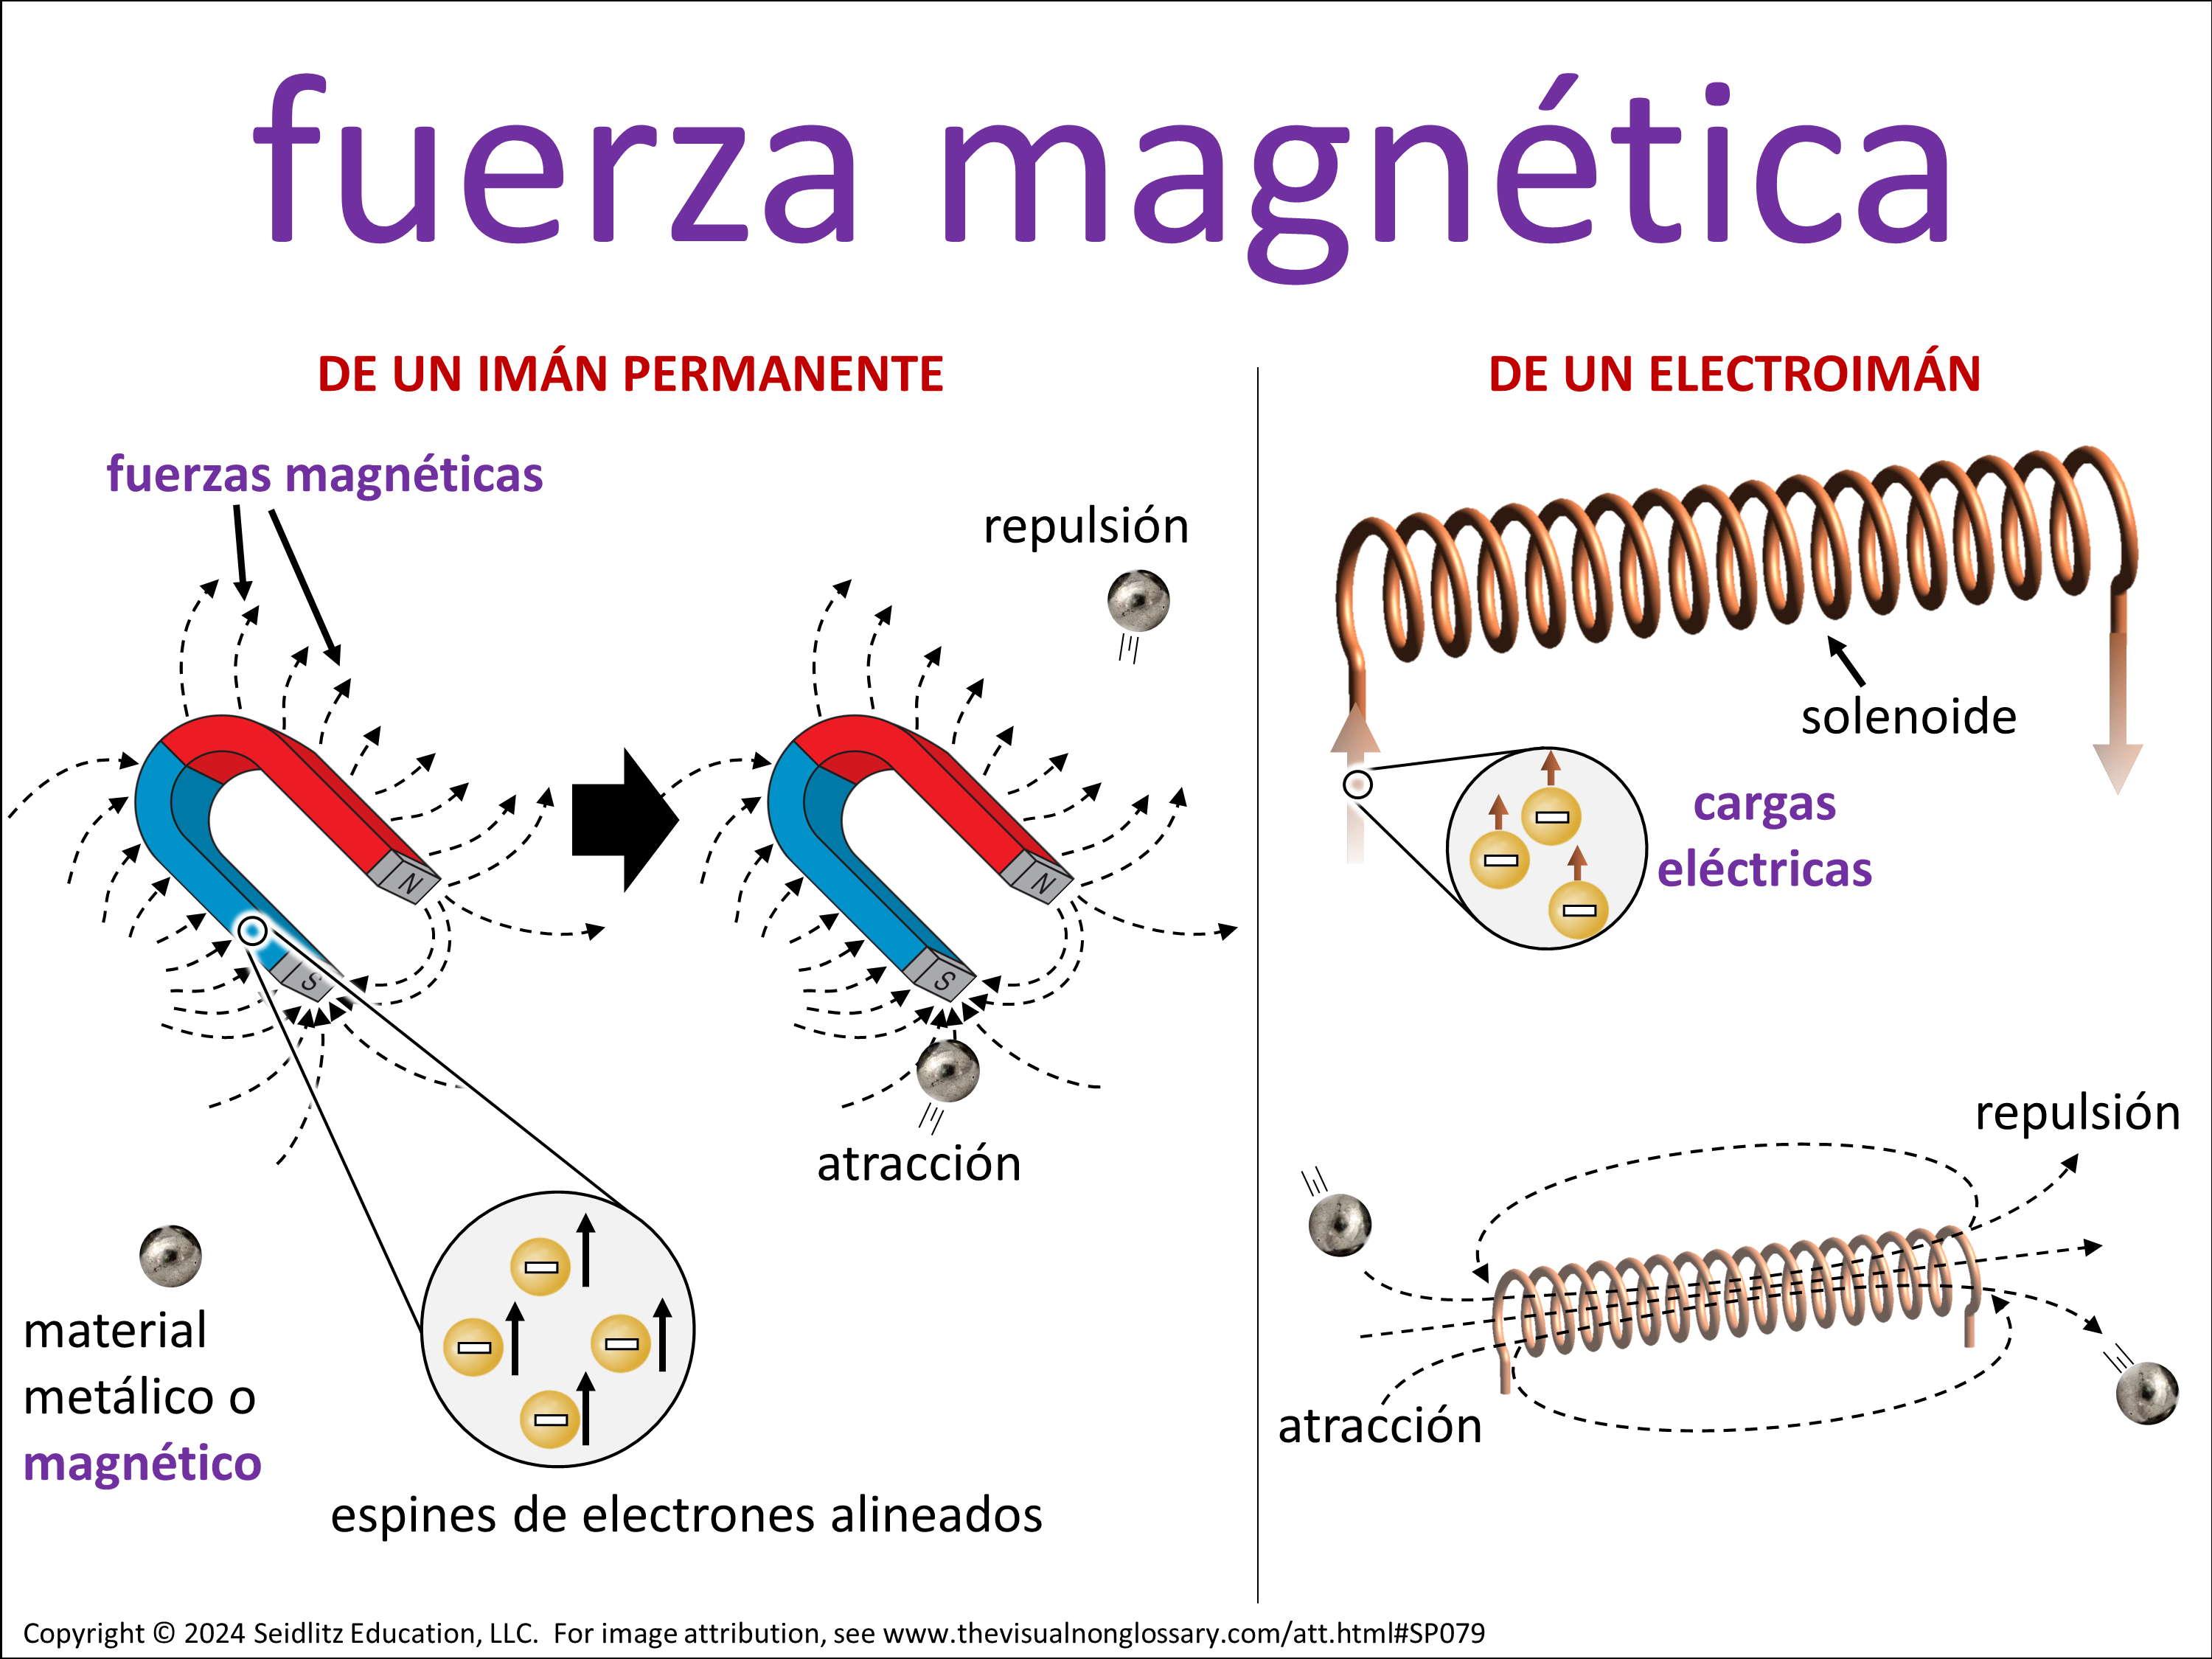 fuerza magnética
DE UN IMÁN PERMANENTE
fuerzas magnéticas
repulsión
N
S
N
S
atracción
material
metálico o
magnético
espines de electrones alineados
DE UN ELECTROIMÁN
solenoide
cargas
eléctricas
repulsión
atracción
Copyright © 2024 Seidlitz Education, LLC.  For image attribution, see www.thevisualnonglossary.com/att.html#SP079